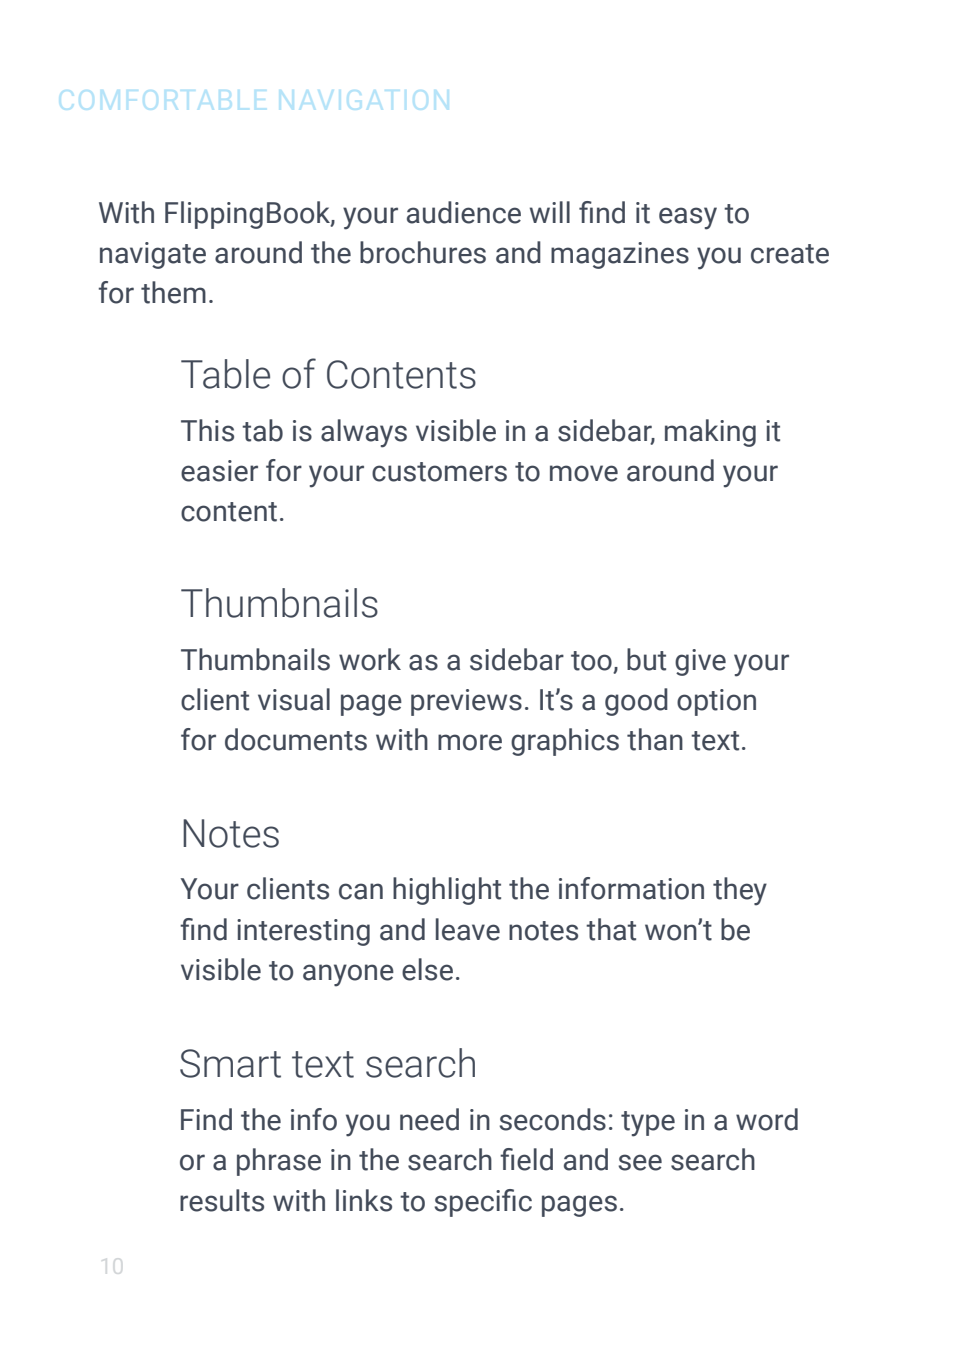 COMFORTABLE NAVIGATION
With FlippingBook, your audience will find it easy to
navigate around the brochures and magazines you create
for them.
Table of Contents
This tab is always visible in a sidebar, making it
easier for your customers to move around your
content.
Thumbnails
Thumbnails work as a sidebar too, but give your
client visual page previews. It’s a good option
for documents with more graphics than text.
Notes
Your clients can highlight the information they
find interesting and leave notes that won’t be
visible to anyone else.
Smart text search
Find the info you need in seconds: type in a word
or a phrase in the search field and see search
results with links to specific pages.
10